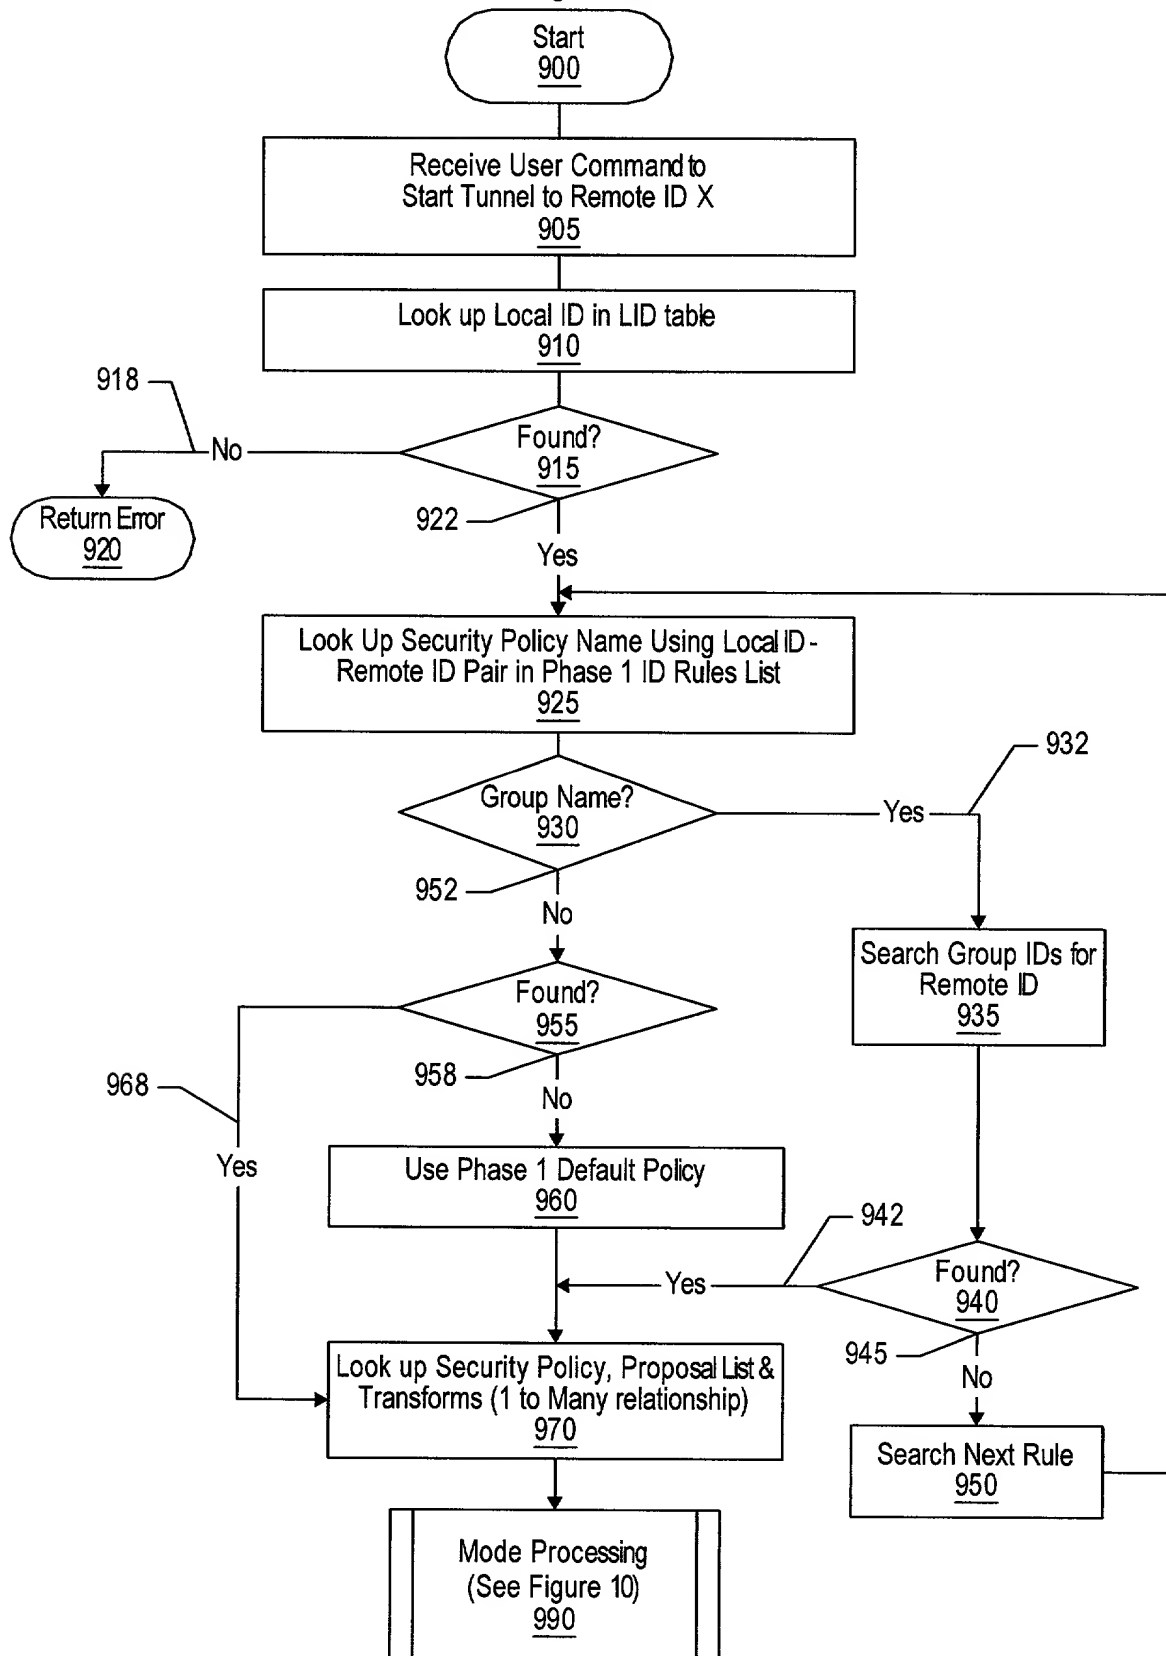 Start
900
Receive User Command to
Start Tunnel to Remote ID X
905
Look up Local ID in LID table
910
918
No
Found?
915
Return Error
920
922
Yes
Look Up Security Policy Name Using Local ID -
Remote ID Pair in Phase 1 ID Rules List
925
932
Group Name?
930
Yes
952
No
Search Group IDs for
Remote ID
935
Found?
955
958
968
No
Yes
Use Phase 1 Default Policy
960
942
Yes
Found?
940
945
No
Look up Security Policy, Proposal List &
Transforms (1 to Many relationship)
970
Search Next Rule
950
Mode Processing
(See Figure 10)
990